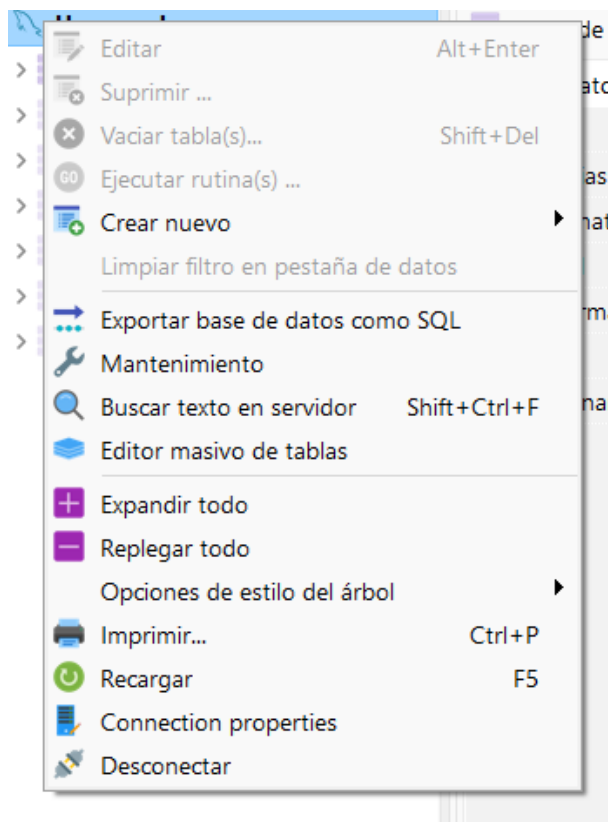 Editar Alt+Enter
Suprimir ...
Vaciar tabla(s)... Shift+Del
GO Ejecutar rutina(s) ...
Crear nuevo
Limpiar filtro en pestaña de datos
Exportar base de datos como SQL
Mantenimiento
Buscar texto en servidor Shift+Ctrl+F
Editor masivo de tablas
Expandir todo
Replegar todo
Opciones de estilo del árbol
Imprimir... Ctrl+P
Recargar F5
Connection properties
Desconectar